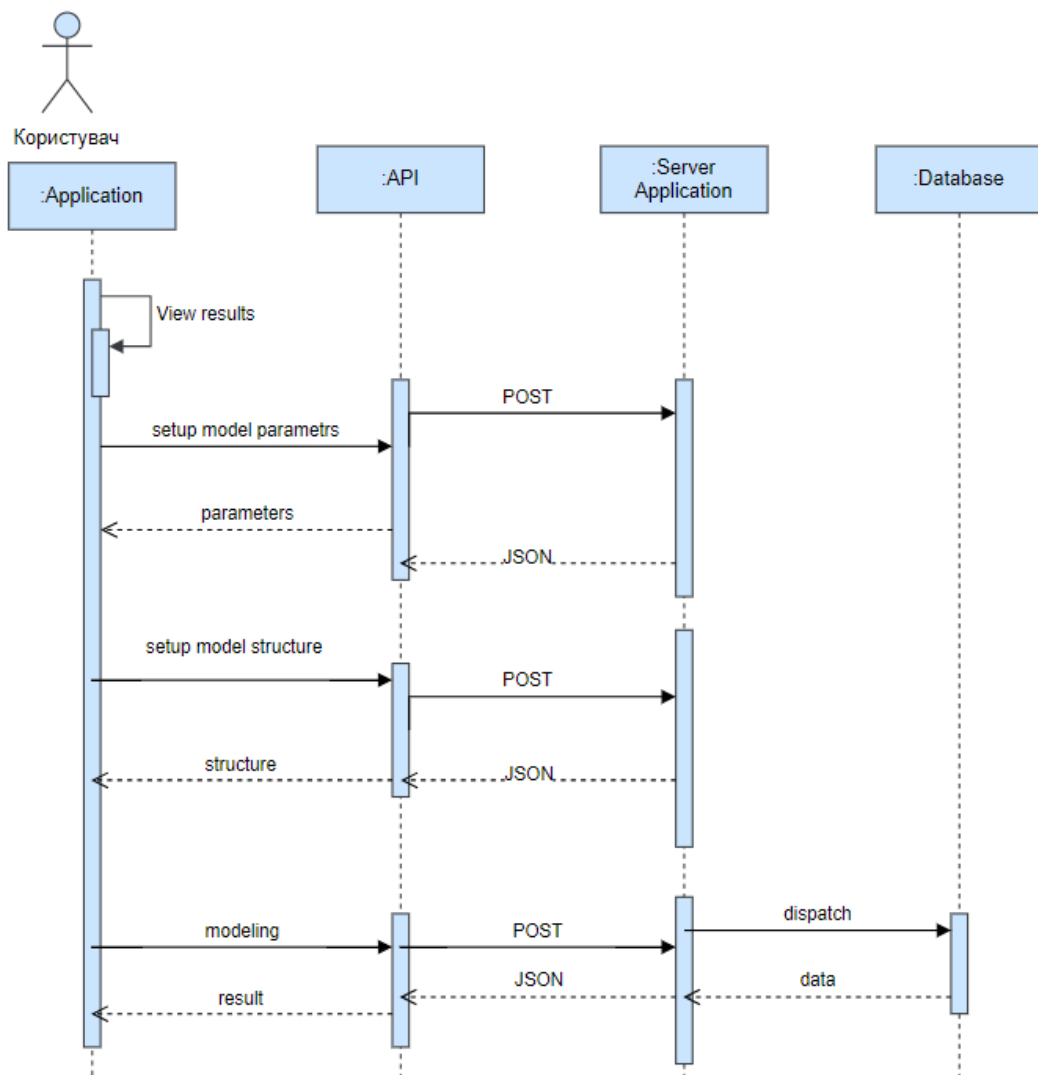 Користувач
:Application
:API
:Server
Application
:Database
View results
POST
setup model parametrs
parameters
JSON
setup model structure
POST
structure
JSON
dispatch
modeling
POST
JSON
data
result